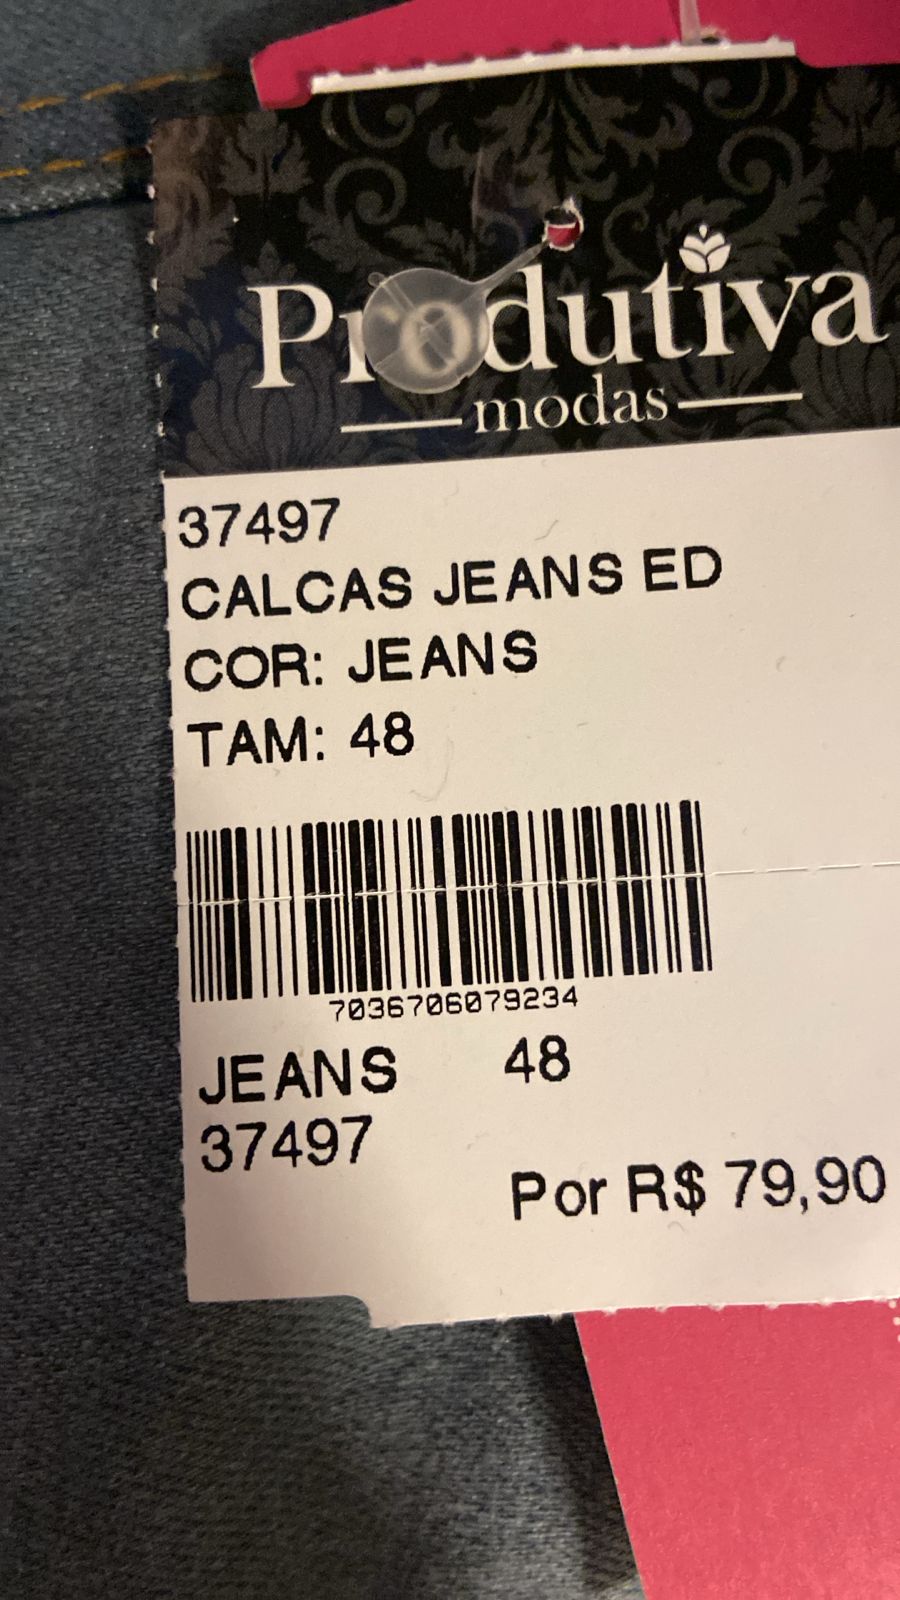 Produtiva
modas
37497
CALCAS JEANS ED
COR: JEANS
TAM: 48
7036706079234
JEANS 48
37497
Por R$ 79,90